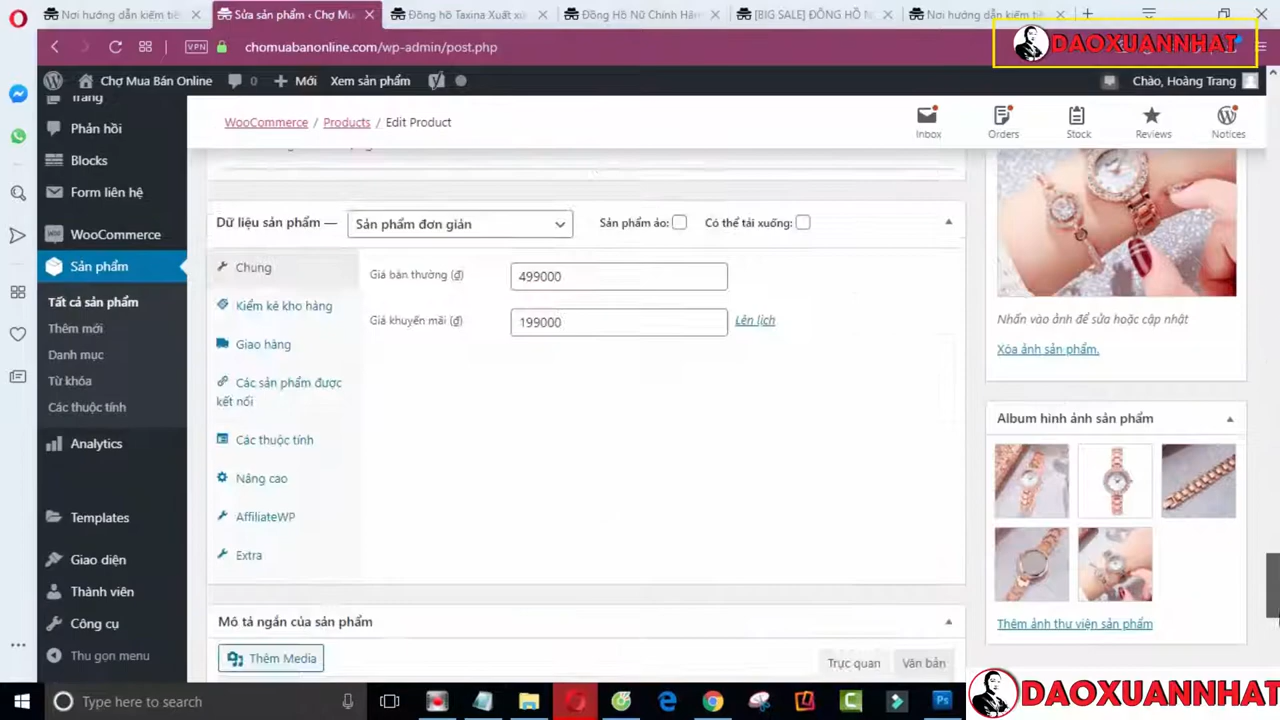 Nơi hướng dẫn kiếm tiề
Sửa sản phẩm ‹ Chợ Mu
Đồng hồ Taxina Xuất xứ
Đồng Hồ Nữ Chính Hãn
[BIG SALE] ĐỒNG HỒ N
Nơi hướng dẫn kiếm tiề
VPN
chomuabanonline.com/wp-admin/post.php
DAOXUANNHAT
Chợ Mua Bán Online
0
Mới
Xem sản phẩm
Chào, Hoàng Trang
Trang
Phản hồi
Blocks
Form liên hệ
WooCommerce
Sản phẩm
Tất cả sản phẩm
Thêm mới
Danh mục
Từ khóa
Các thuộc tính
Analytics
Templates
Giao diện
Thành viên
Công cụ
Thu gọn menu
WooCommerce / Products / Edit Product
Inbox
Orders
Stock
Reviews
Notices
Dữ liệu sản phẩm —
Sản phẩm đơn giản
Sản phẩm ảo:
Có thể tải xuống:
Chung
Kiểm kê kho hàng
Giao hàng
Các sản phẩm được
kết nối
Các thuộc tính
Nâng cao
AffiliateWP
Extra
Giá bán thường (₫)
499000
Giá khuyến mãi (₫)
199000
Lên lịch
Mô tả ngắn của sản phẩm
Thêm Media
Trực quan
Văn bản
Nhấn vào ảnh để sửa hoặc cập nhật
Xóa ảnh sản phẩm.
Album hình ảnh sản phẩm
Thêm ảnh thư viện sản phẩm
Type here to search
DAOXUANNHAT